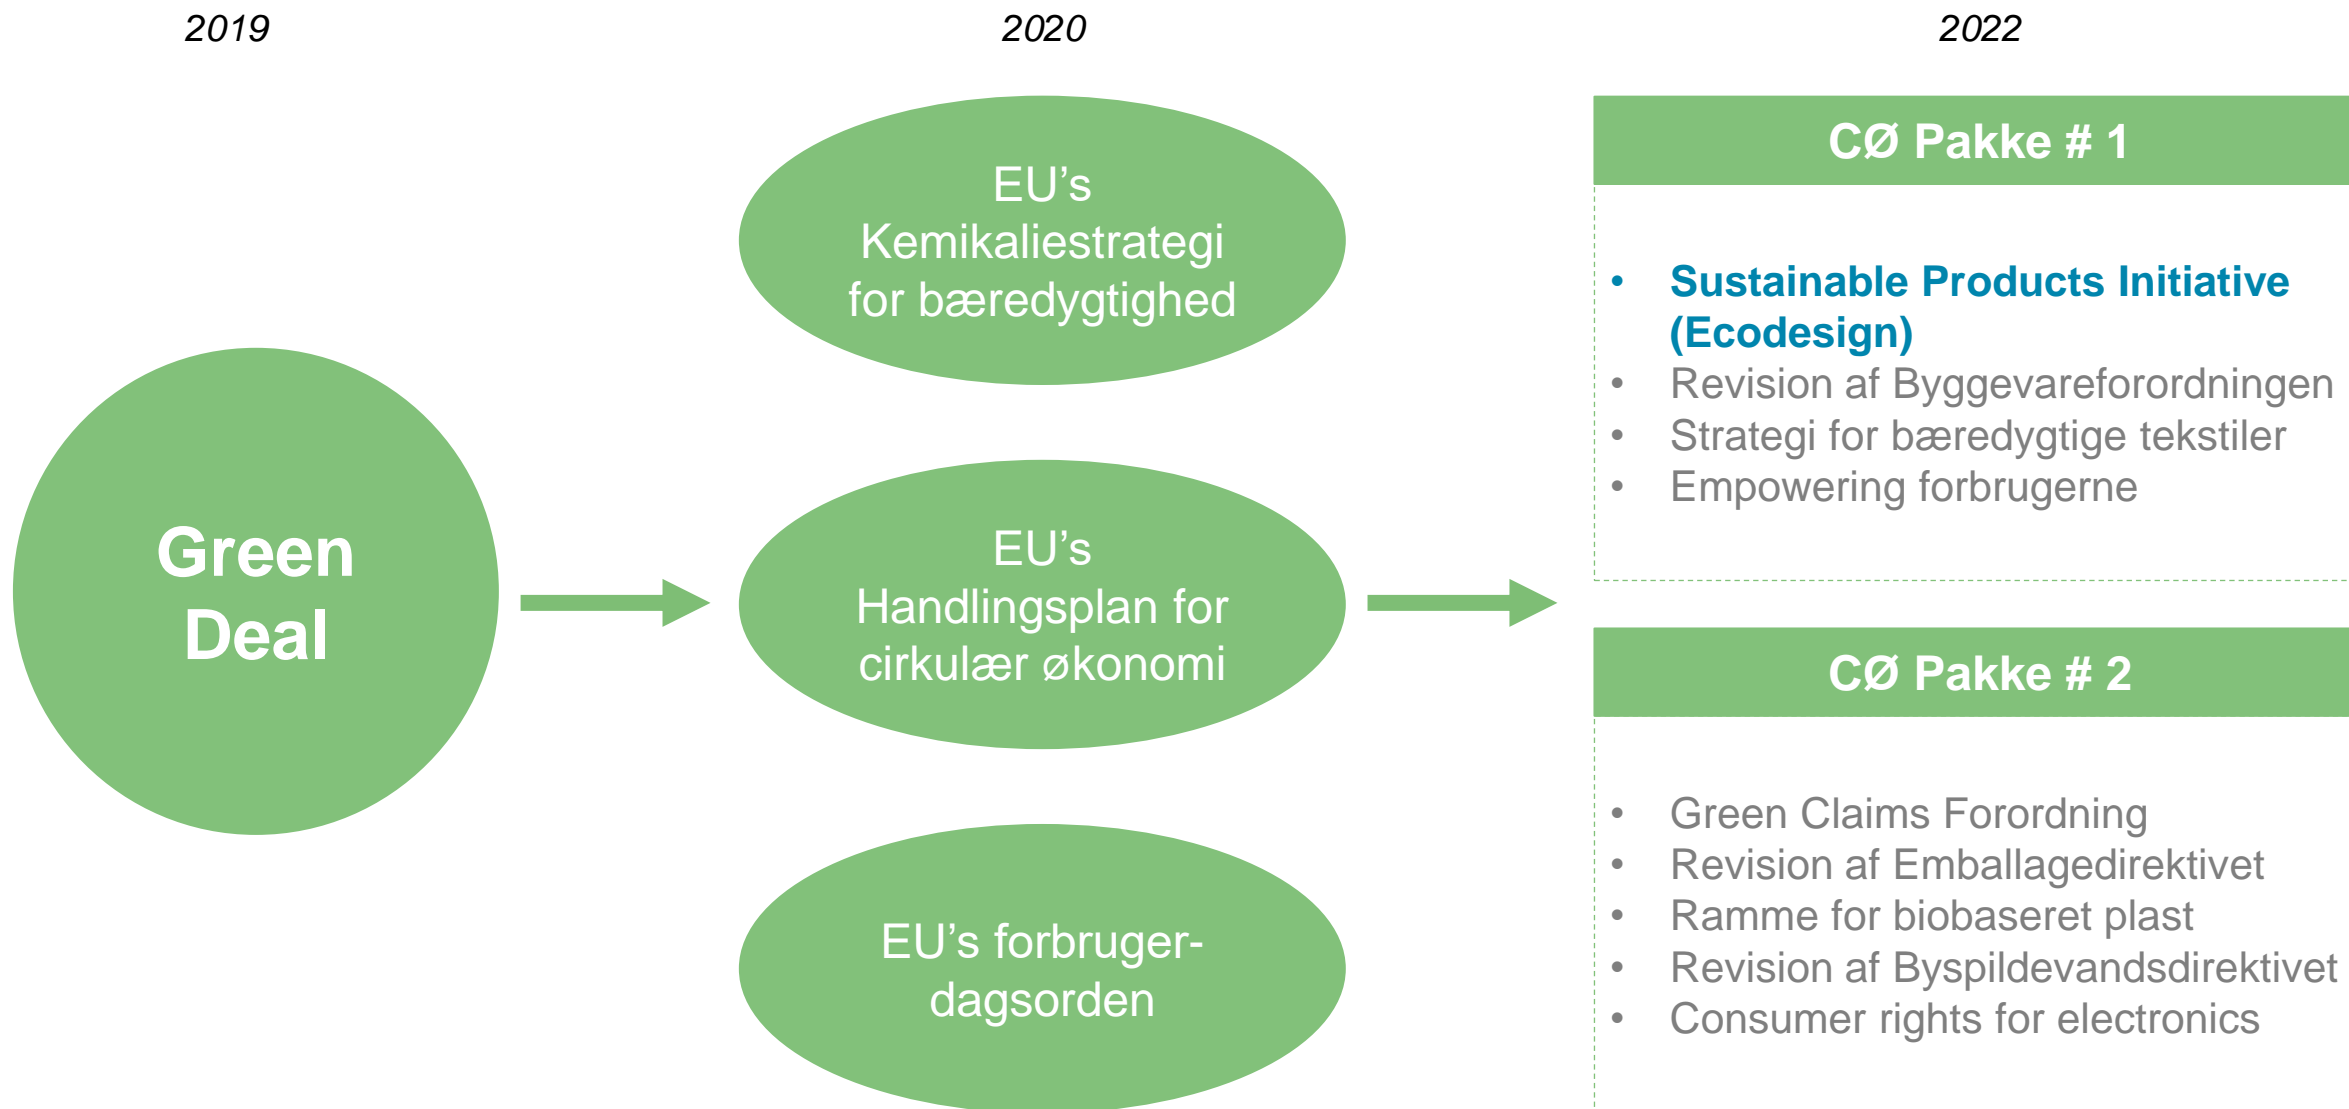 2019
2020
2022
Green
Deal
EU’s
Kemikaliestrategi
for bæredygtighed
EU’s
Handlingsplan for
cirkulær økonomi
EU’s forbruger-
dagsorden
CØ Pakke # 1
• Sustainable Products Initiative
(Ecodesign)
• Revision af Byggevareforordningen
• Strategi for bæredygtige tekstiler
• Empowering forbrugerne
CØ Pakke # 2
• Green Claims Forordning
• Revision af Emballagedirektivet
• Ramme for biobaseret plast
• Revision af Byspildevandsdirektivet
• Consumer rights for electronics